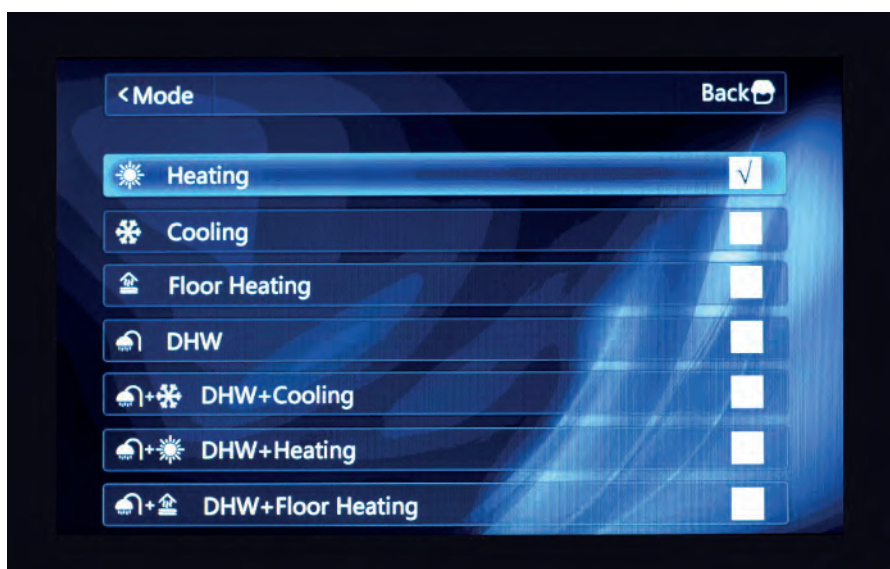 <Mode Back
Heating √
Cooling
Floor Heating
DHW
+ DHW+Cooling
+ DHW+Heating
+ DHW+Floor Heating